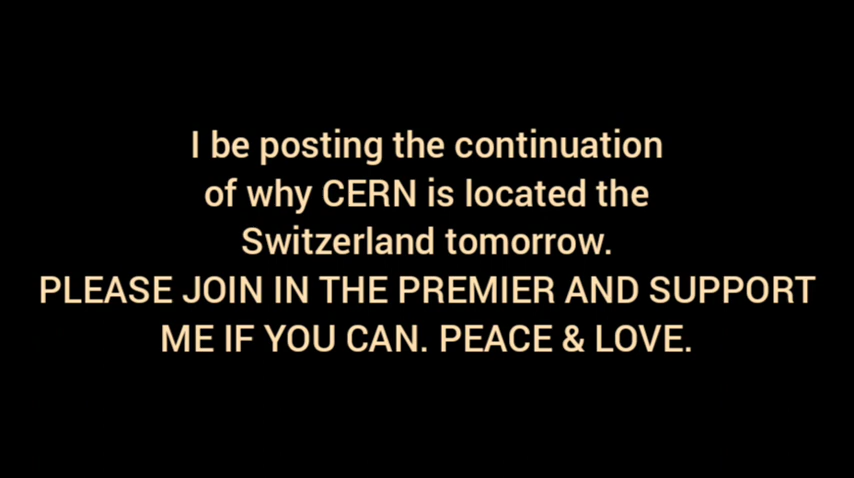 I be posting the continuation
of why CERN is located the
Switzerland tomorrow.
PLEASE JOIN IN THE PREMIER AND SUPPORT
ME IF YOU CAN. PEACE & LOVE.